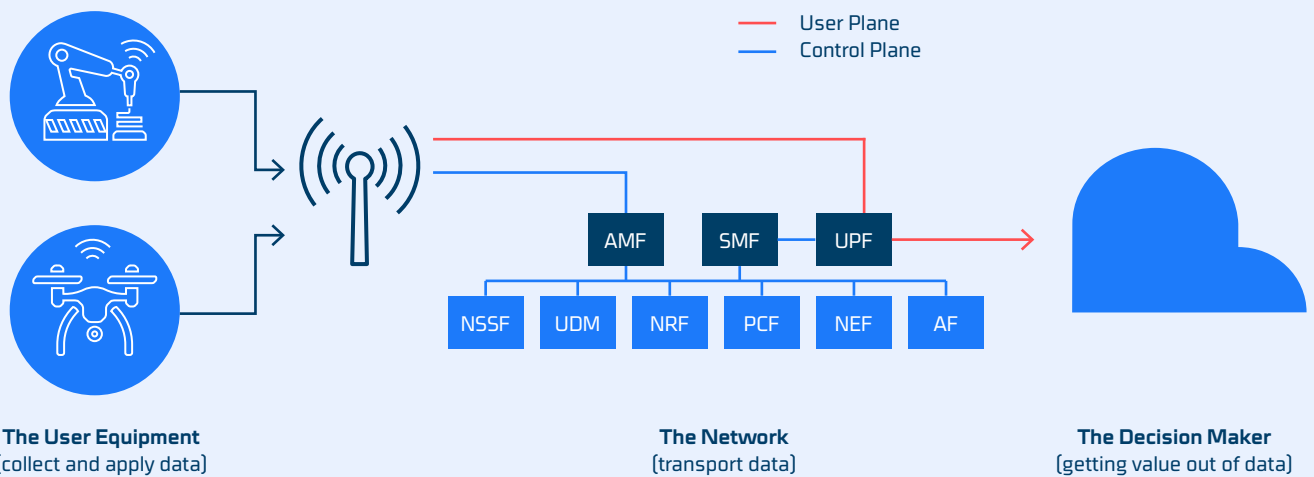 User Plane
Control Plane
AMF
SMF
UPF
NSSF
UDM
NRF
PCF
NEF
AF
The User Equipment
(collect and apply data)
The Network
(transport data)
The Decision Maker
(getting value out of data)